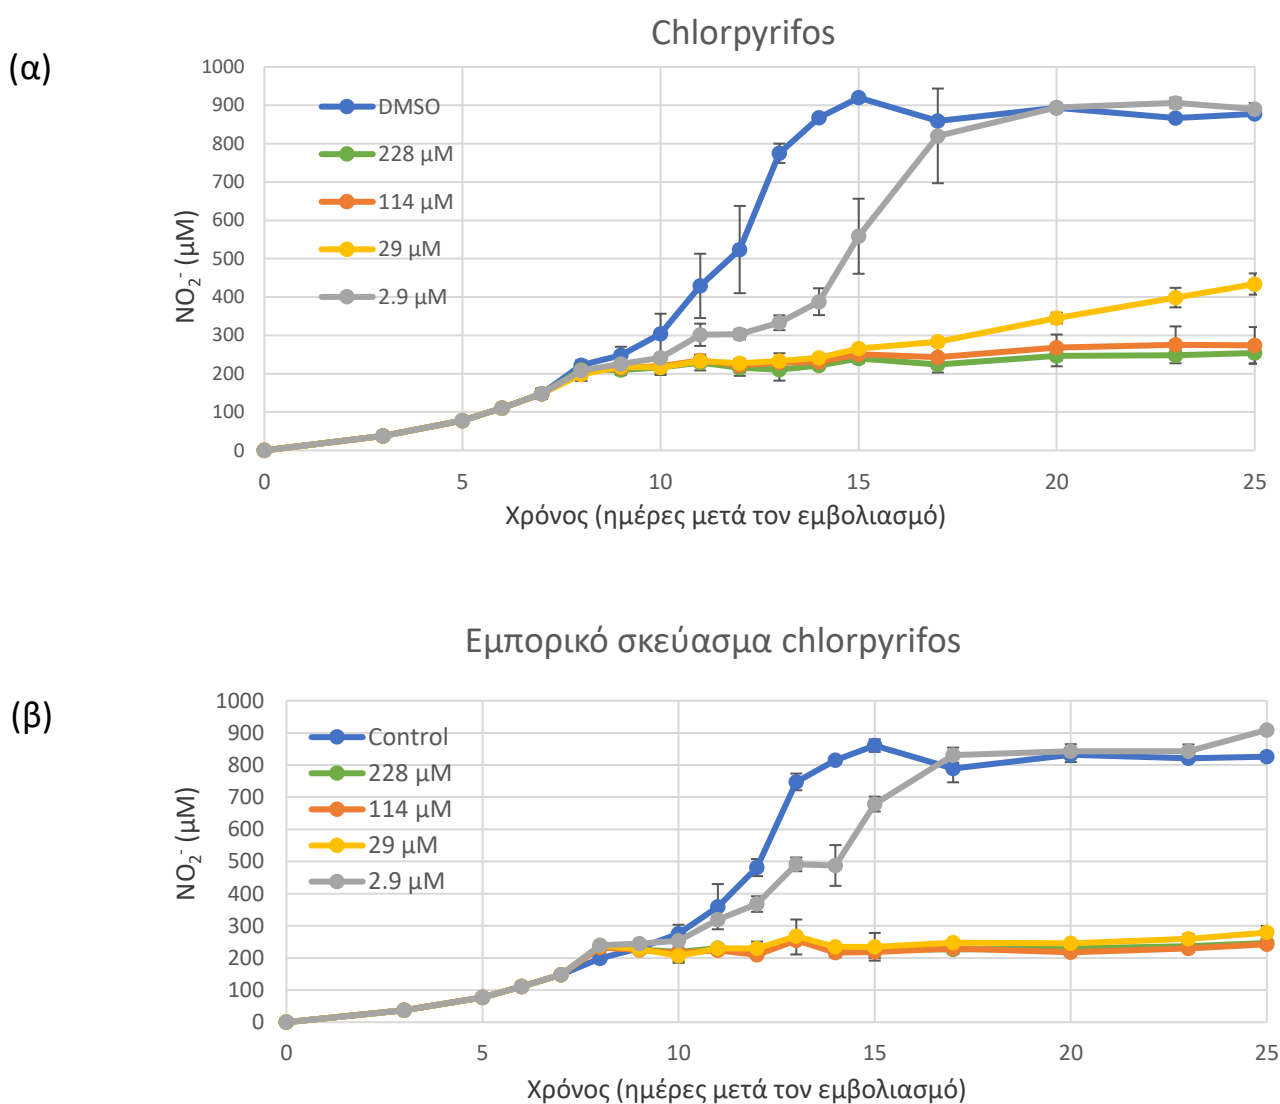 Chlorpyrifos
(α)
1000
900
800
700
600
500
400
300
200
100
0
NO₂⁻ (μM)
DMSO
228 μM
114 μM
29 μM
2.9 μM
0 5 10 15 20 25
Χρόνος (ημέρες μετά τον εμβολιασμό)
Εμπορικό σκεύασμα chlorpyrifos
(β)
1000
900
800
700
600
500
400
300
200
100
0
NO₂⁻ (μM)
Control
228 μM
114 μM
29 μM
2.9 μM
0 5 10 15 20 25
Χρόνος (ημέρες μετά τον εμβολιασμό)